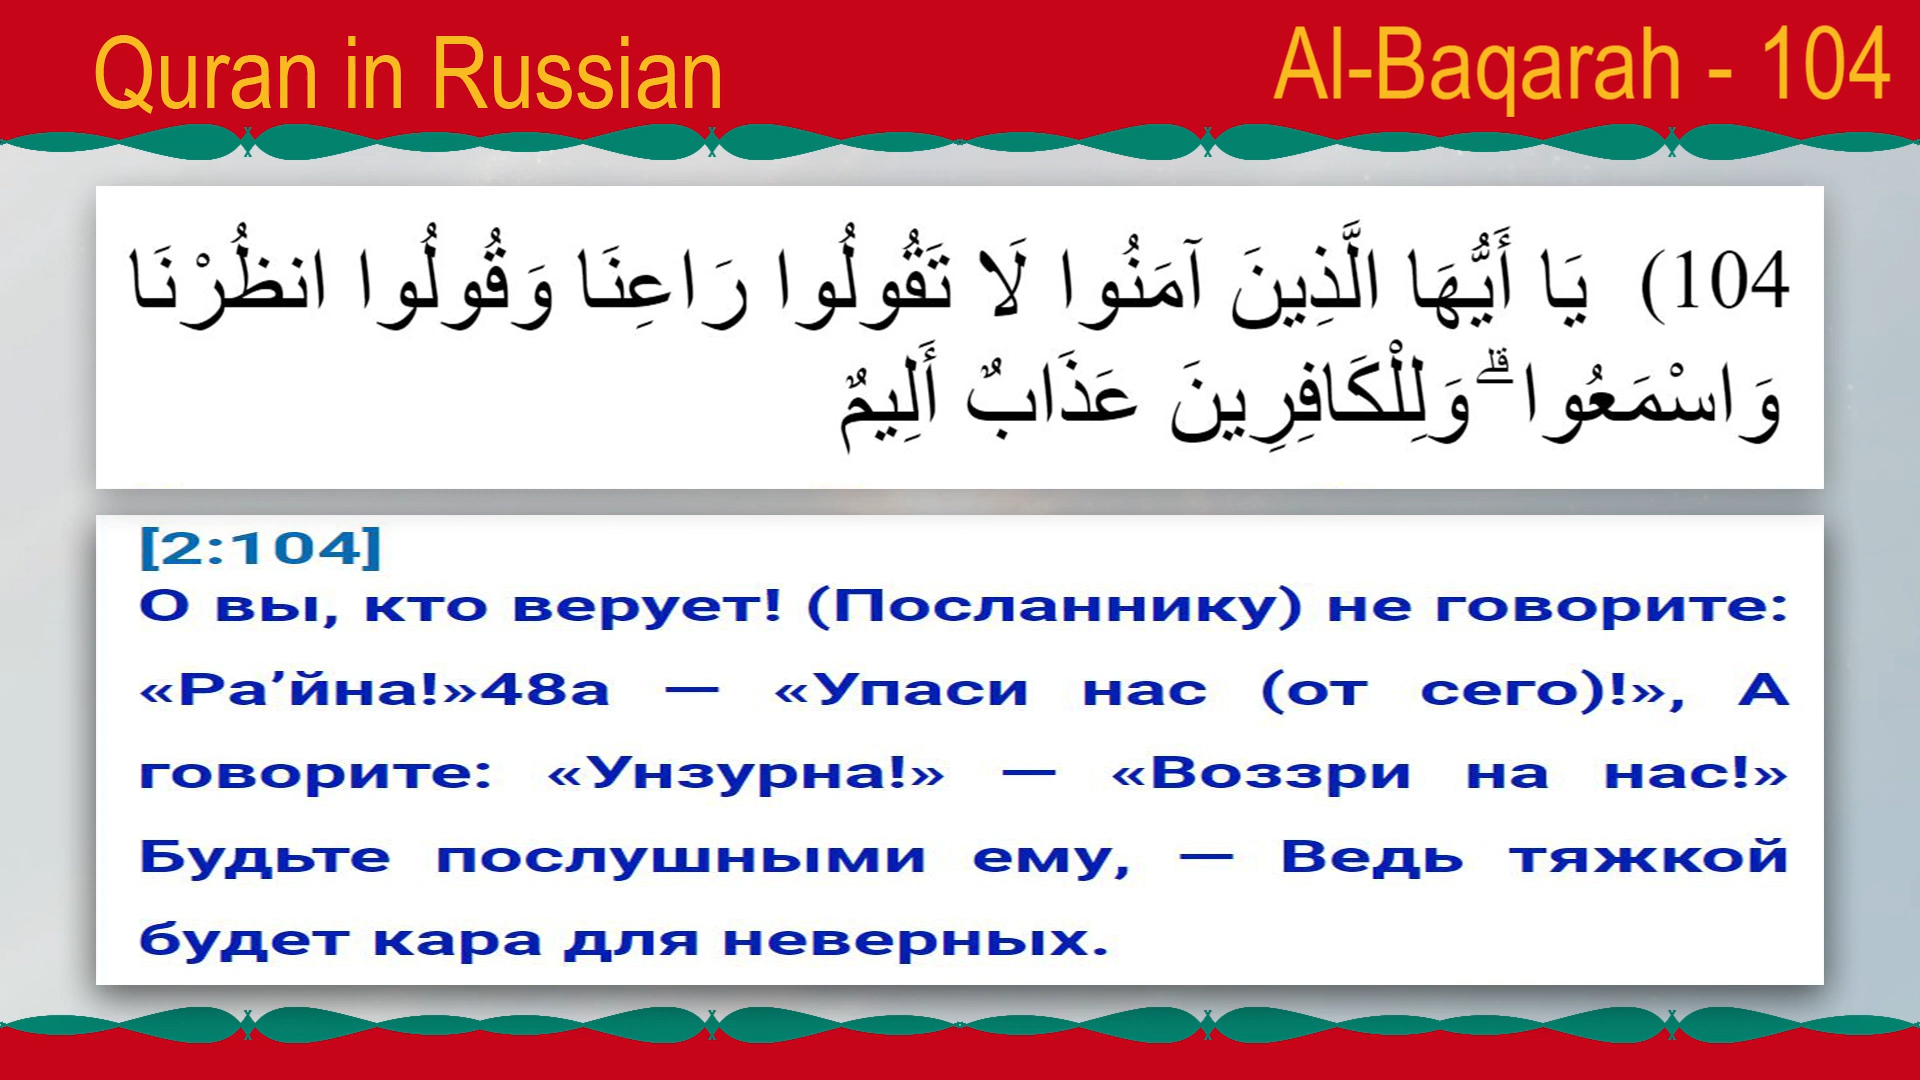 Quran in Russian
Al-Baqarah - 104
104) يَا أَيُّهَا الَّذِينَ آمَنُوا لَا تَقُولُوا رَاعِنَا وَقُولُوا انظُرْنَا
وَاسْمَعُوا ۗ وَلِلْكَافِرِينَ عَذَابٌ أَلِيمٌ
[2:104]
О вы, кто верует! (Посланнику) не говорите:
«Ра’йна!»48а — «Упаси нас (от сего)!», А
говорите: «Унзурна!» — «Воззри на нас!»
Будьте послушными ему, — Ведь тяжкой
будет кара для неверных.